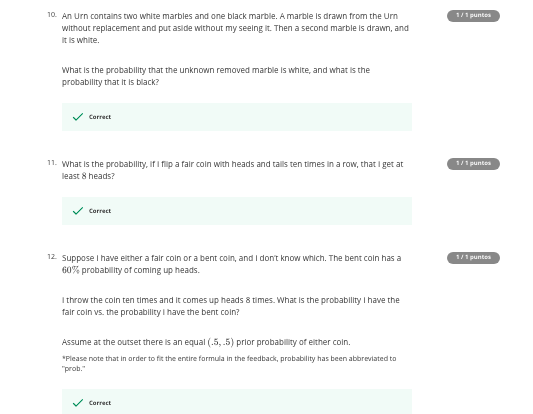 10. An Urn contains two white marbles and one black marble. A marble is drawn from the Urn
1 / 1 puntos
without replacement and put aside without my seeing it. Then a second marble is drawn, and
it is white.
What is the probability that the unknown removed marble is white, and what is the
probability that it is black?
Correct
11. What is the probability, if I flip a fair coin with heads and tails ten times in a row, that I get at
1 / 1 puntos
least 8 heads?
Correct
12. Suppose I have either a fair coin or a bent coin, and I don't know which. The bent coin has a
1 / 1 puntos
60% probability of coming up heads.
I throw the coin ten times and it comes up heads 8 times. What is the probability I have the
fair coin vs. the probability I have the bent coin?
Assume at the outset there is an equal (.5, .5) prior probability of either coin.
*Please note that in order to fit the entire formula in the feedback, probability has been abbreviated to
"prob."
Correct